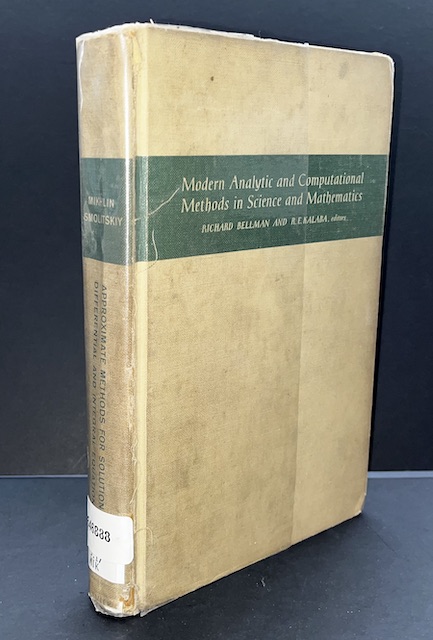 MIKHLIN
SMOLITSKIY
APPROXIMATE METHODS FOR SOLUTION
DIFFERENTIAL AND INTEGRAL
Modern Analytic and Computational
Methods in Science and Mathematics
RICHARD BELLMAN AND R.E.KALABA, editors